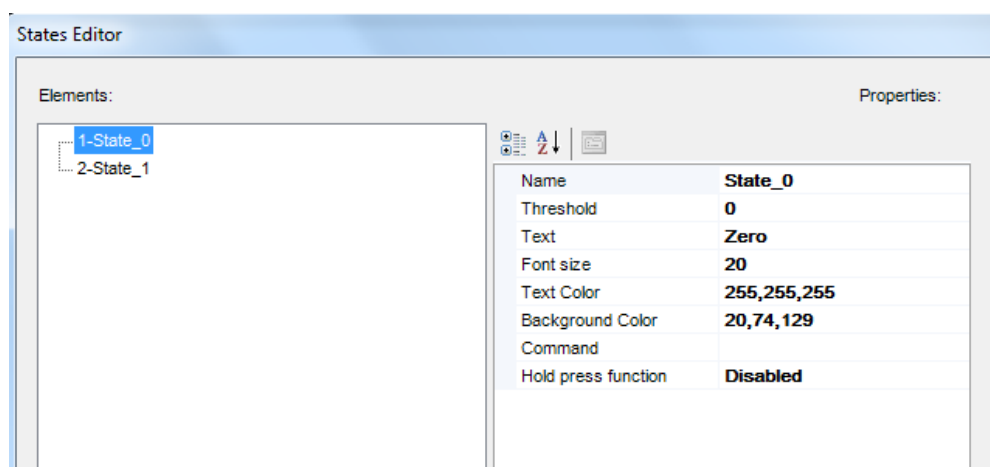 States Editor
Elements:
Properties:
1-State_0
2-State_1
A
Z
Name State_0
Threshold 0
Text Zero
Font size 20
Text Color 255,255,255
Background Color 20,74,129
Command
Hold press function Disabled